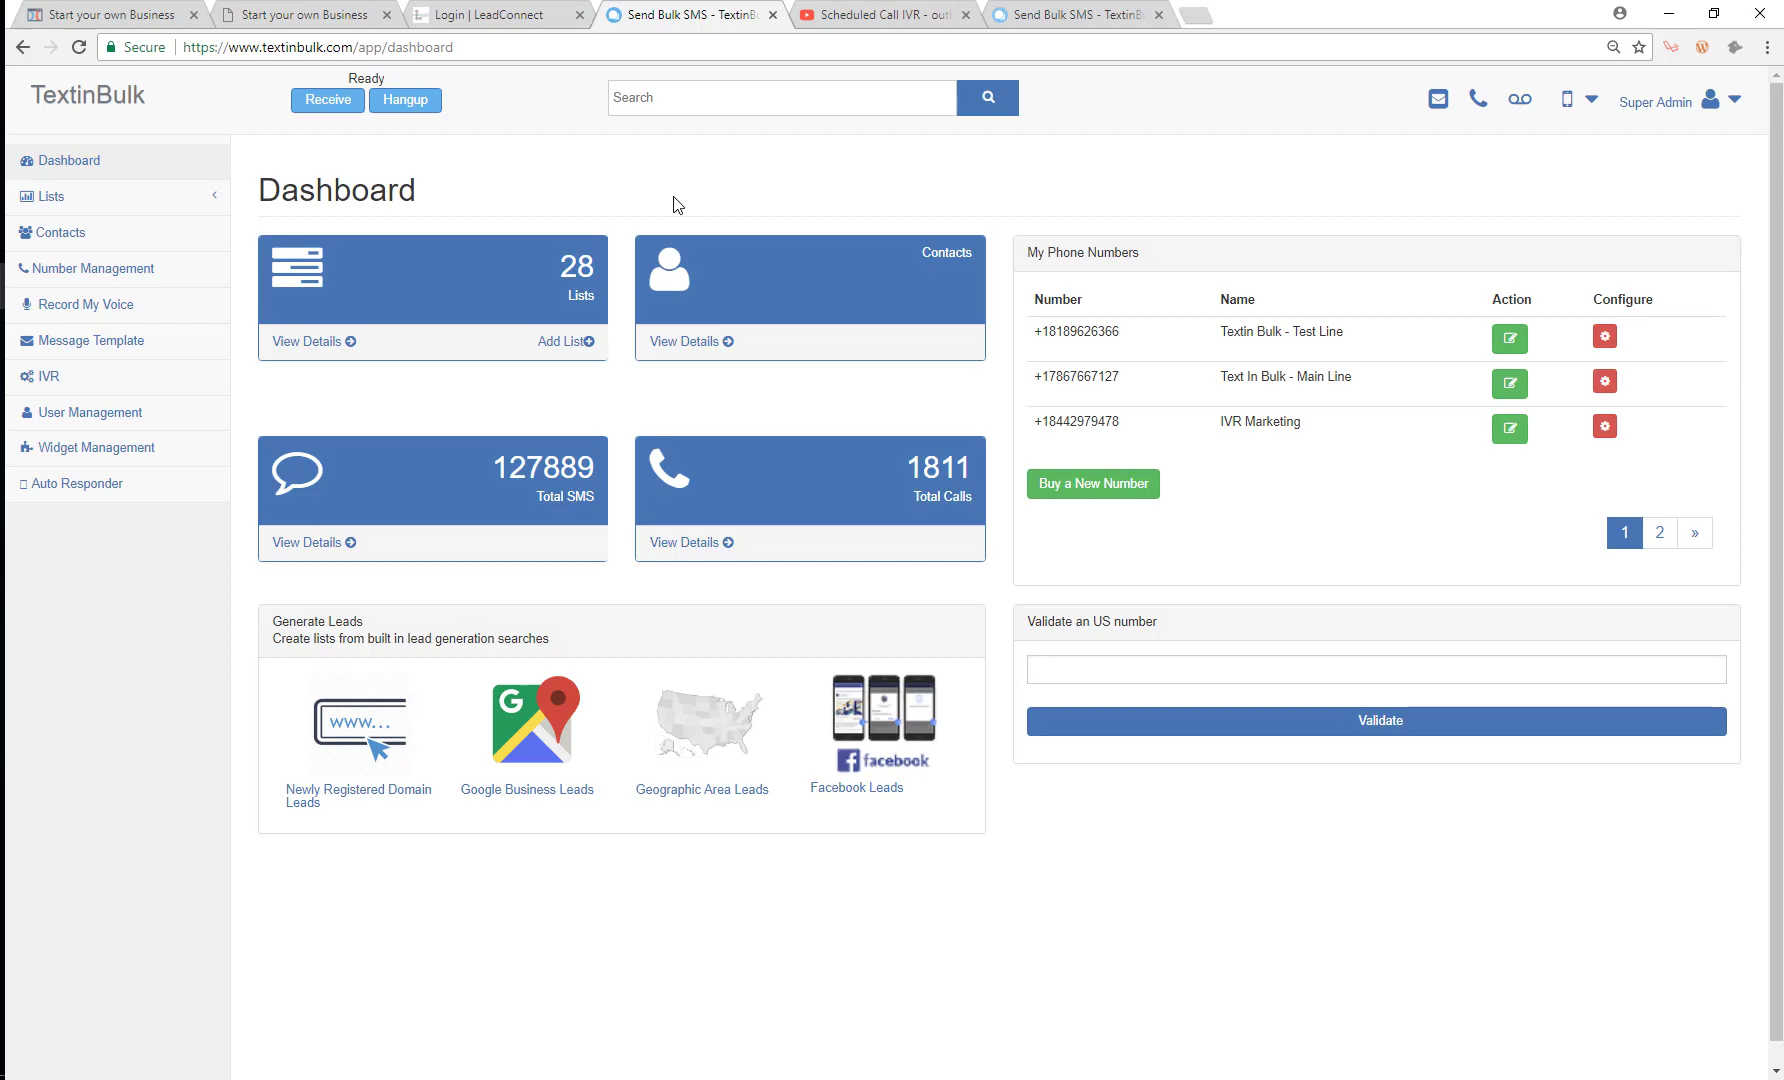 Start your own Business
Start your own Business
Login | LeadConnect
Send Bulk SMS - TextinBu
Scheduled Call IVR - outl
Send Bulk SMS - TextinBu
Secure
https://www.textinbulk.com/app/dashboard
TextinBulk
Ready
Receive
Hangup
Search
Super Admin
Dashboard
Lists
Contacts
Number Management
Record My Voice
Message Template
IVR
User Management
Widget Management
Auto Responder
Dashboard
28
Lists
View Details
Add List
Contacts
View Details
127889
Total SMS
View Details
1811
Total Calls
View Details
My Phone Numbers
Number Name Action Configure
+18189626366 Textin Bulk - Test Line
+17867667127 Text In Bulk - Main Line
+18442979478 IVR Marketing
Buy a New Number
1 2 »
Generate Leads
Create lists from built in lead generation searches
www...
Newly Registered Domain
Leads
G
Google Business Leads
Geographic Area Leads
f facebook
Facebook Leads
Validate an US number
Validate